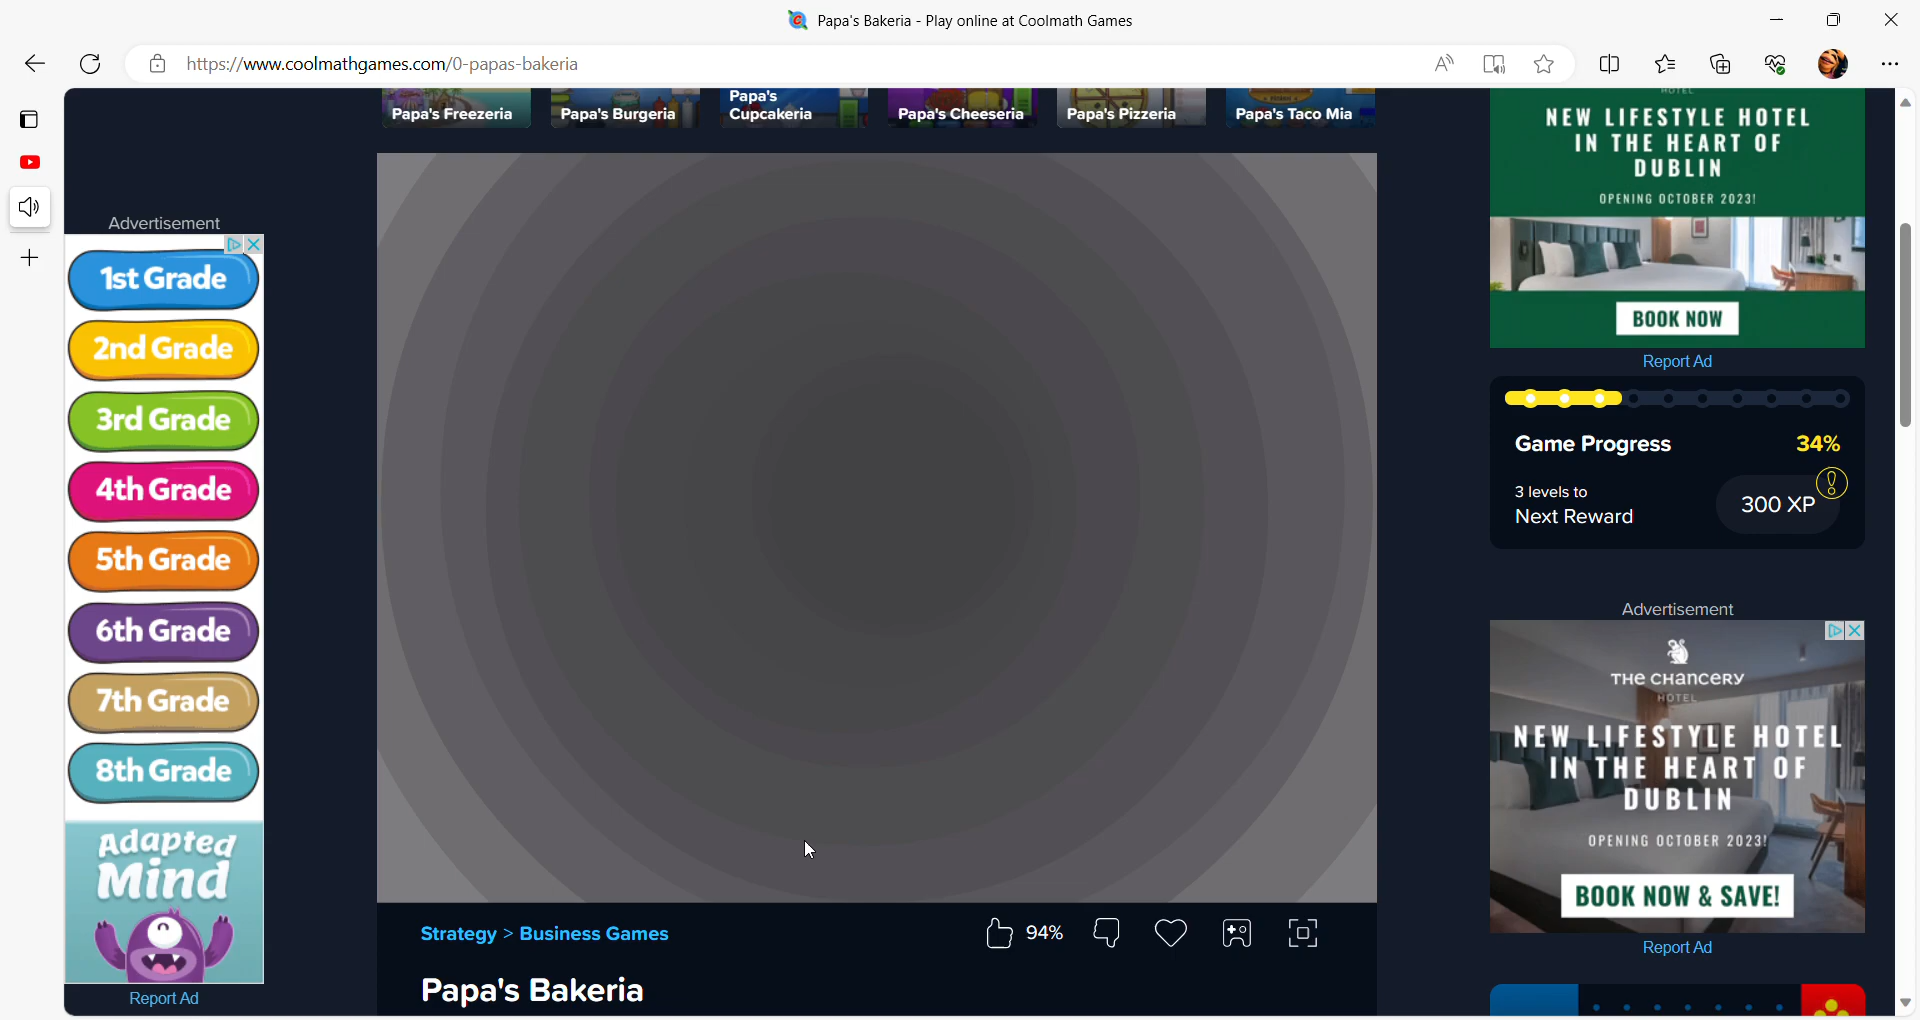 Papa's Bakeria - Play online at Coolmath Games
https://www.coolmathgames.com/0-papas-bakeria
Papa's Freezeria
Papa's Burgeria
Papa's
Cupcakeria
Papa's Cheeseria
Papa's Pizzeria
Papa's Taco Mia
Advertisement
1st Grade
2nd Grade
3rd Grade
4th Grade
5th Grade
6th Grade
7th Grade
8th Grade
Adapted
Mind
Report Ad
Strategy > Business Games
94%
Papa's Bakeria
HOTEL
NEW LIFESTYLE HOTEL
IN THE HEART OF
DUBLIN
OPENING OCTOBER 2023!
BOOK NOW
Report Ad
Game Progress 34%
3 levels to
Next Reward
300 XP
Advertisement
THE CHANCERY
HOTEL
NEW LIFESTYLE HOTEL
IN THE HEART OF
DUBLIN
OPENING OCTOBER 2023!
BOOK NOW & SAVE!
Report Ad